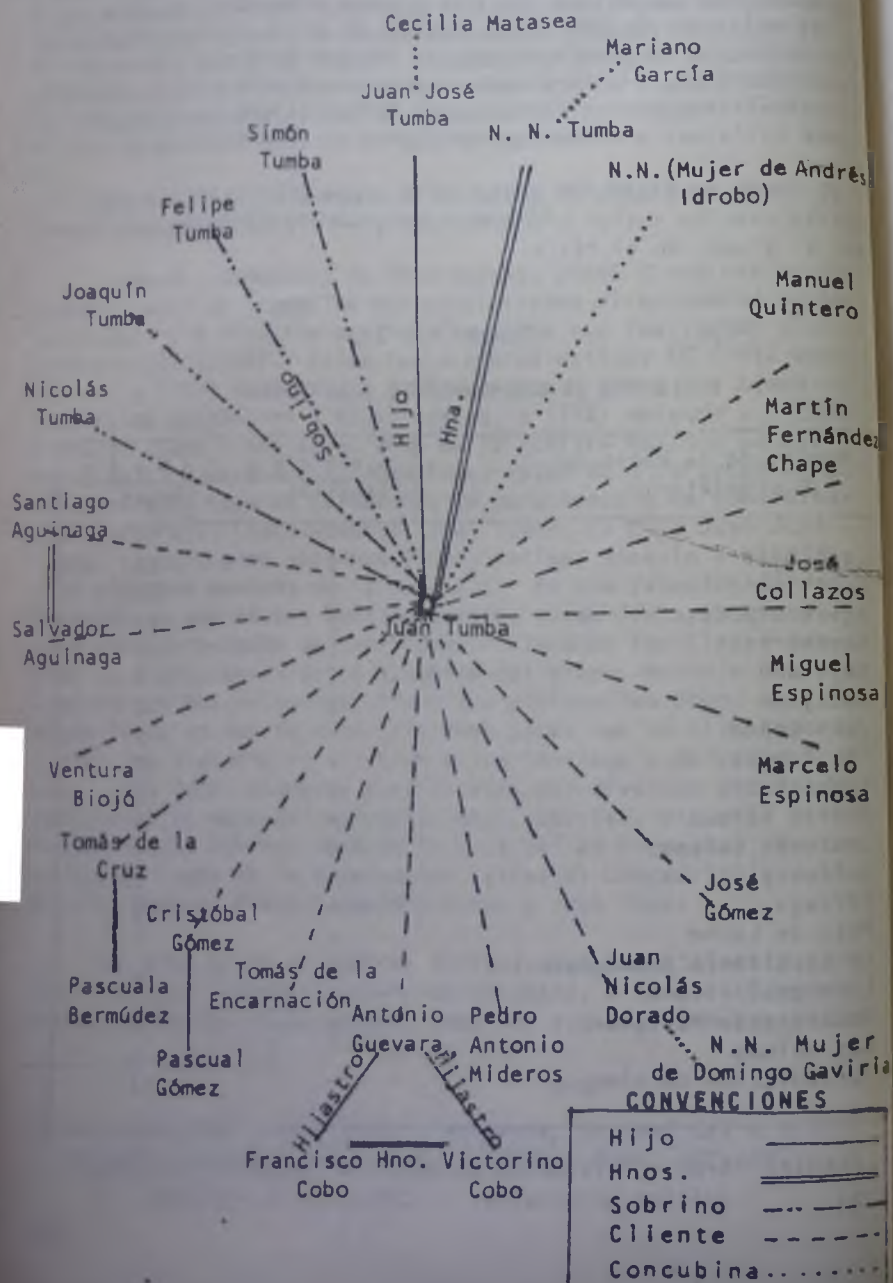 Cecilia Matasea
Mariano
García
Juan José
Tumba
N. N. Tumba
Simón
Tumba
N.N. (Mujer de Andrés
Idrobo)
Felipe
Tumba
Manuel
Quintero
Joaquín
Tumba
Nicolás
Tumba
Sobrino
Hijo
Hna.
Martín
Fernández
Chape
Santiago
Aguinaga
José
Collazos
Salvador
Aguinaga
Juan Tumba
Miguel
Espinosa
Ventura
Biojó
Marcelo
Espinosa
Tomás de la
Cruz
José
Gómez
Cristóbal
Gómez
Pascuala
Bermúdez
Tomás de la
Encarnación
Juan
Nicolás
Dorado
Antonio
Guevara
Pedro
Antonio
Mideros
Pascual
Gómez
N.N. Mujer
de Domingo Gaviria
Hijastro
Hijastro
Francisco Hno. Victorino
Cobo Cobo
CONVENCIONES
Hijo
Hnos.
Sobrino
Cliente
Concubina